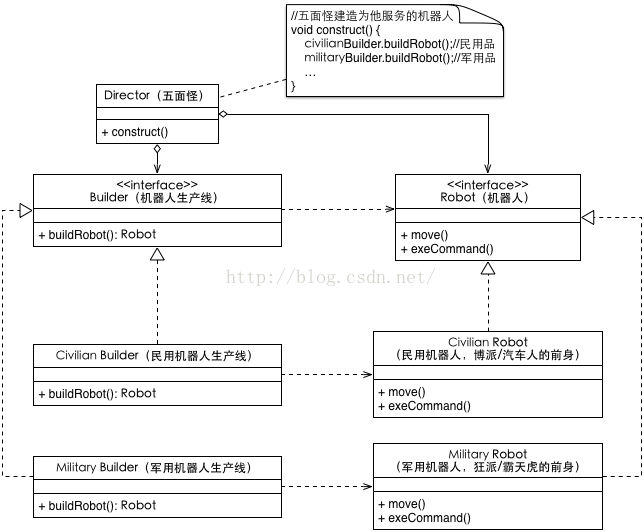 //五面怪建造为他服务的机器人
void construct() {
civilianBuilder.buildRobot();//民用品
militaryBuilder.buildRobot();//军用品
...
}
Director（五面怪）
+ construct()
<<interface>>
Builder（机器人生产线）
+ buildRobot(): Robot
<<interface>>
Robot（机器人）
+ move()
+ exeCommand()
http://blog.csdn.net/
Civilian Builder（民用机器人生产线）
+ buildRobot(): Robot
Civilian Robot
（民用机器人，博派/汽车人的前身）
+ move()
+ exeCommand()
Military Builder（军用机器人生产线）
+ buildRobot(): Robot
Military Robot
（军用机器人，狂派/霸天虎的前身）
+ move()
+ exeCommand()